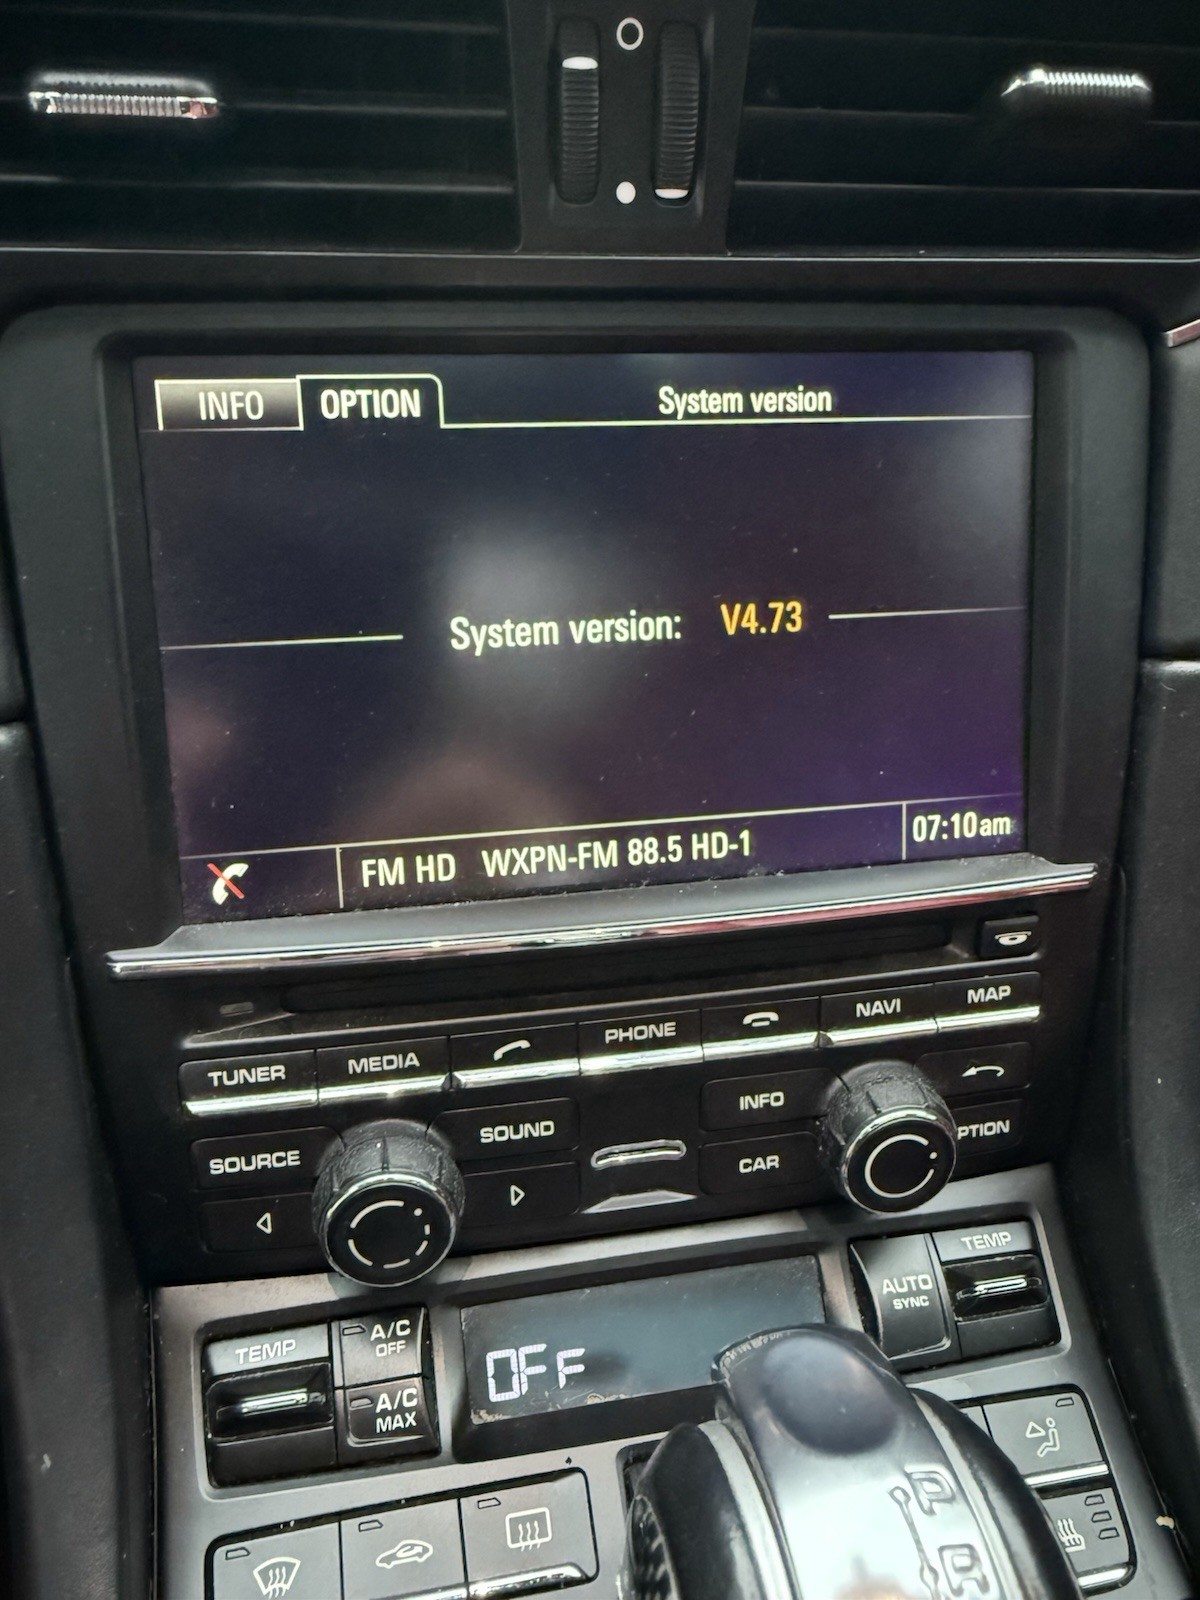 INFO OPTION System version
System version: V4.73
FM HD WXPN-FM 88.5 HD-1 07:10am
TUNER MEDIA PHONE NAVI MAP
SOURCE SOUND INFO
CAR PTION
TEMP A/C OFF OFF AUTO SYNC TEMP
A/C MAX
P
R